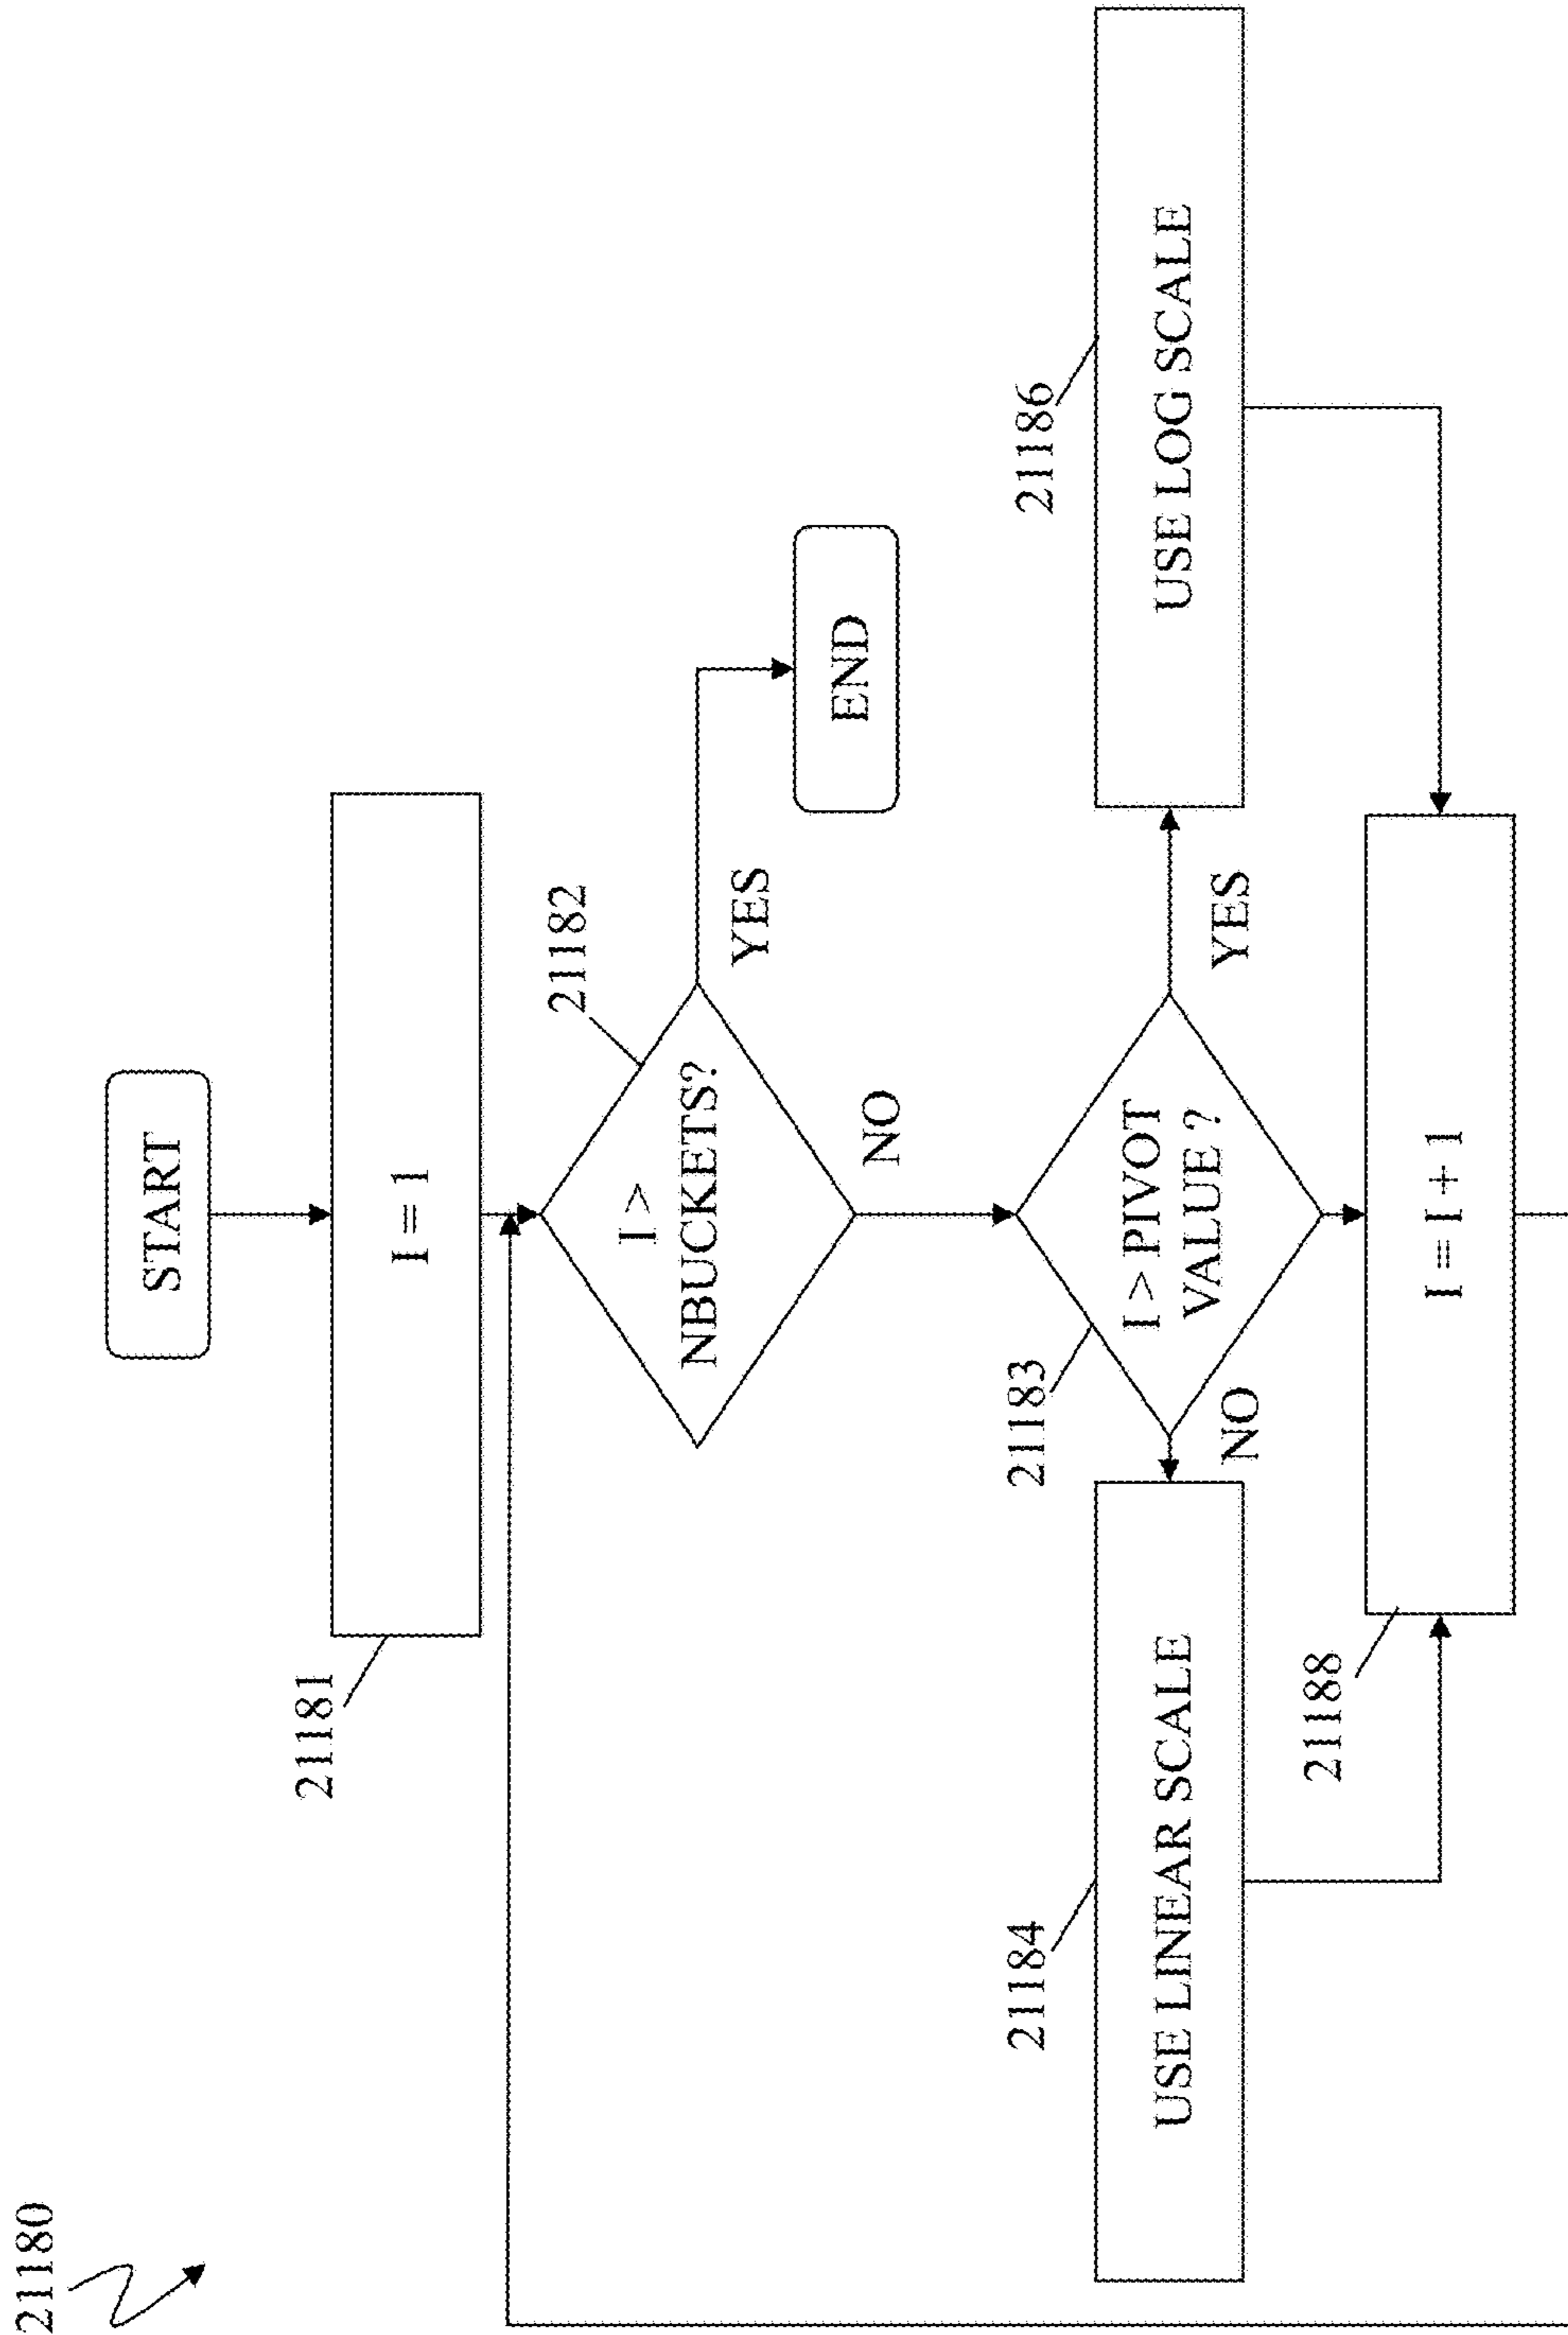 21180
START
21181
I = 1
21182
I >
NBUCKETS?
YES
END
NO
21183
I > PIVOT
VALUE ?
NO
YES
21184
USE LINEAR SCALE
21186
USE LOG SCALE
21188
I = I + 1